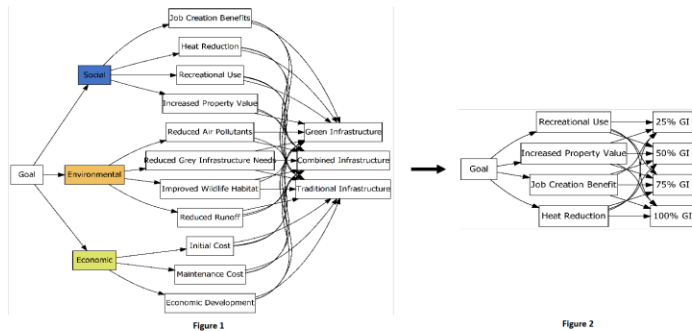 Job Creation Benefits
Heat Reduction
Social
Recreational Use
Increased Property Value
Reduced Air Pollutants
Green Infrastructure
Goal
Environmental
Reduced Grey Infrastructure Needs
Combined Infrastructure
Improved Wildlife Habitat
Traditional Infrastructure
Reduced Runoff
Initial Cost
Economic
Maintenance Cost
Economic Development
Figure 1
Recreational Use
25% GI
Increased Property Value
50% GI
Goal
Job Creation Benefit
75% GI
Heat Reduction
100% GI
Figure 2